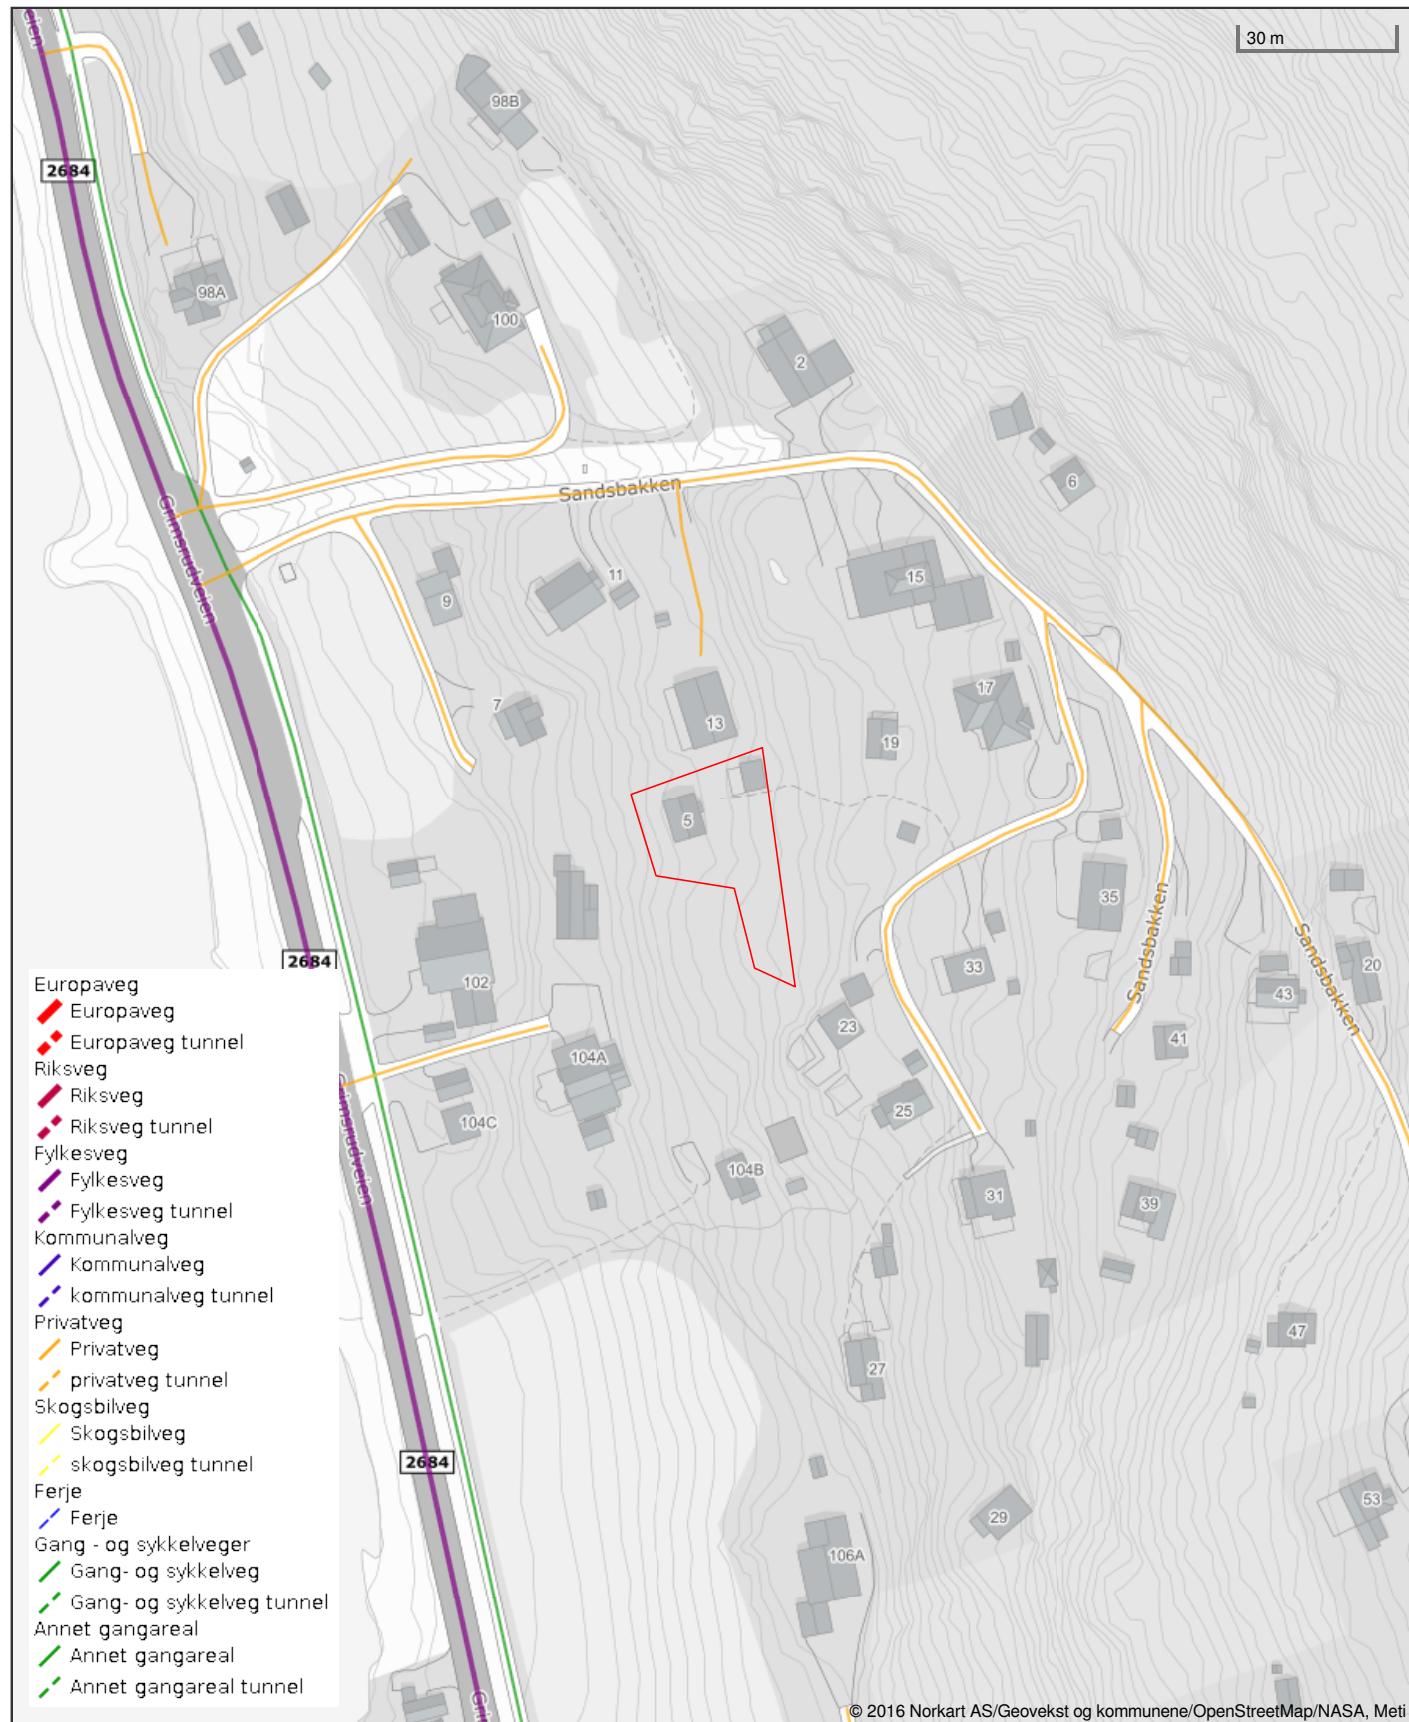 eien
30 m
98B
2684
98A
100
2
6
Sandsbakken
Grimsrudveien
11
15
9
17
7
13
19
5
35
Sandsbakken
Sandsbakken
2684
33
20
102
43
23
41
104A
Grimsrudveien
25
104C
104B
31
39
47
27
2684
53
29
106A
Gri
Europaveg
Europaveg
Europaveg tunnel
Riksveg
Riksveg
Riksveg tunnel
Fylkesveg
Fylkesveg
Fylkesveg tunnel
Kommunalveg
Kommunalveg
kommunalveg tunnel
Privatveg
Privatveg
privatveg tunnel
Skogsbilveg
Skogsbilveg
skogsbilveg tunnel
Ferje
Ferje
Gang - og sykkelveger
Gang- og sykkelveg
Gang- og sykkelveg tunnel
Annet gangareal
Annet gangareal
Annet gangareal tunnel
© 2016 Norkart AS/Geovekst og kommunene/OpenStreetMap/NASA, Meti